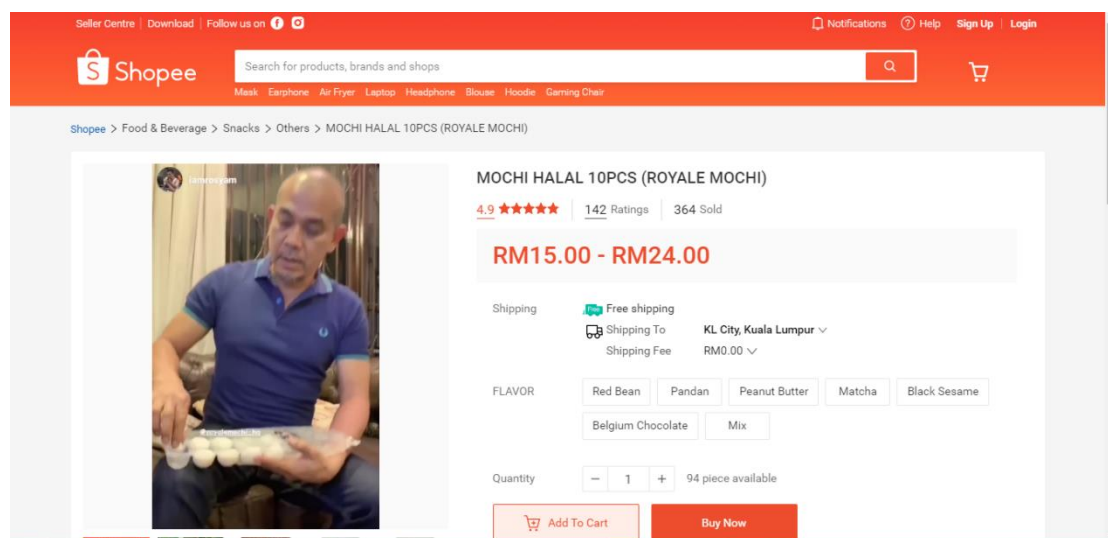 Seller Centre | Download | Follow us on
Notifications Help Sign Up | Login
Shopee
Search for products, brands and shops
Mask Earphone Air Fryer Laptop Headphone Blouse Hoodie Gaming Chair
Shopee > Food & Beverage > Snacks > Others > MOCHI HALAL 10PCS (ROYALE MOCHI)
MOCHI HALAL 10PCS (ROYALE MOCHI)
4.9 ★★★★★ 142 Ratings 364 Sold
RM15.00 - RM24.00
Shipping Free shipping
Shipping To KL City, Kuala Lumpur
Shipping Fee RM0.00
FLAVOR Red Bean Pandan Peanut Butter Matcha Black Sesame
Belgium Chocolate Mix
Quantity − 1 + 94 piece available
Add To Cart Buy Now